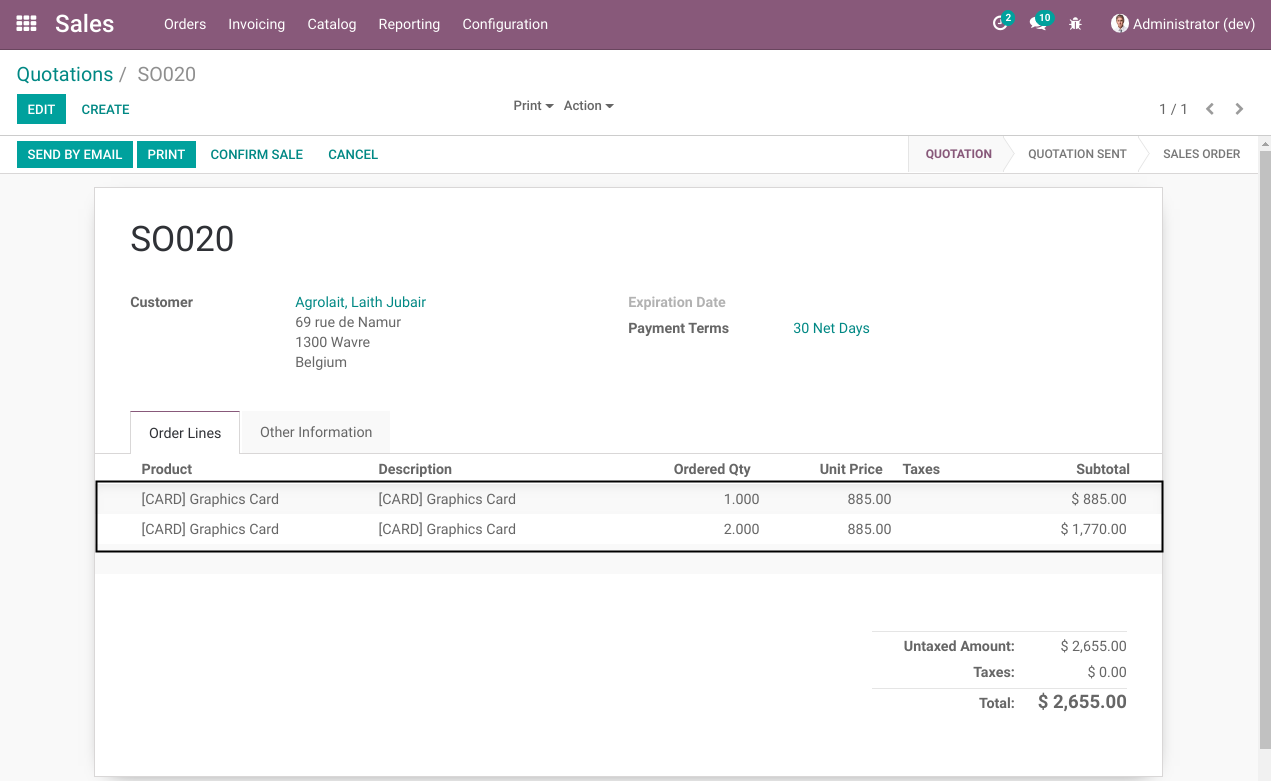 Sales Orders Invoicing Catalog Reporting Configuration 2 10 Administrator (dev)
Quotations / SO020
EDIT CREATE Print Action 1 / 1
SEND BY EMAIL PRINT CONFIRM SALE CANCEL QUOTATION QUOTATION SENT SALES ORDER
SO020
Customer Agrolait, Laith Jubair Expiration Date
69 rue de Namur Payment Terms 30 Net Days
1300 Wavre
Belgium
Order Lines Other Information
Product Description Ordered Qty Unit Price Taxes Subtotal
[CARD] Graphics Card [CARD] Graphics Card 1.000 885.00 $ 885.00
[CARD] Graphics Card [CARD] Graphics Card 2.000 885.00 $ 1,770.00
Untaxed Amount: $ 2,655.00
Taxes: $ 0.00
Total: $ 2,655.00